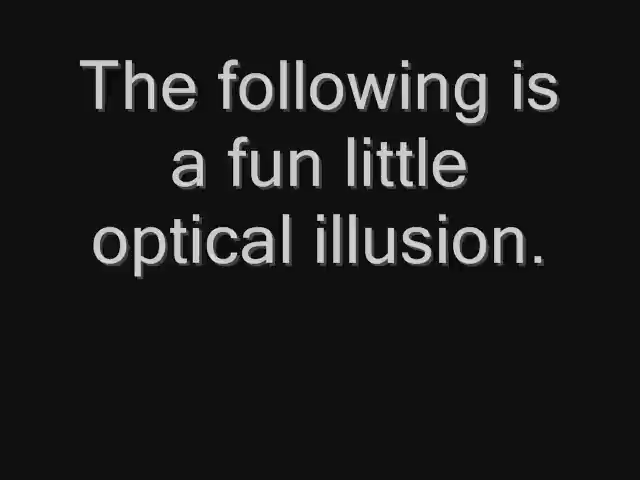 The following is
a fun little
optical illusion.